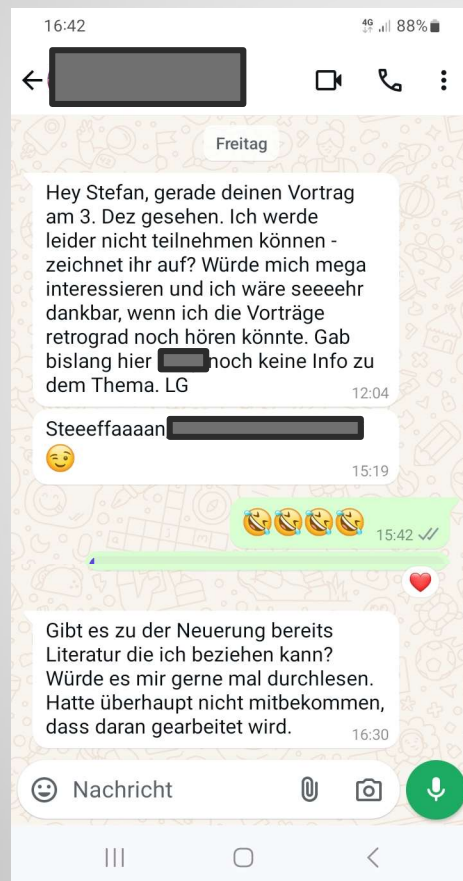 16:42
4G 88%
Freitag
Hey Stefan, gerade deinen Vortrag
am 3. Dez gesehen. Ich werde
leider nicht teilnehmen können -
zeichnet ihr auf? Würde mich mega
interessieren und ich wäre seeeehr
dankbar, wenn ich die Vorträge
retrograd noch hören könnte. Gab
bislang hier noch keine Info zu
dem Thema. LG
12:04
Steeeffaaaan
😉
15:19
🤣🤣🤣🤣 15:42
❤️
Gibt es zu der Neuerung bereits
Literatur die ich beziehen kann?
Würde es mir gerne mal durchlesen.
Hatte überhaupt nicht mitbekommen,
dass daran gearbeitet wird.
16:30
Nachricht